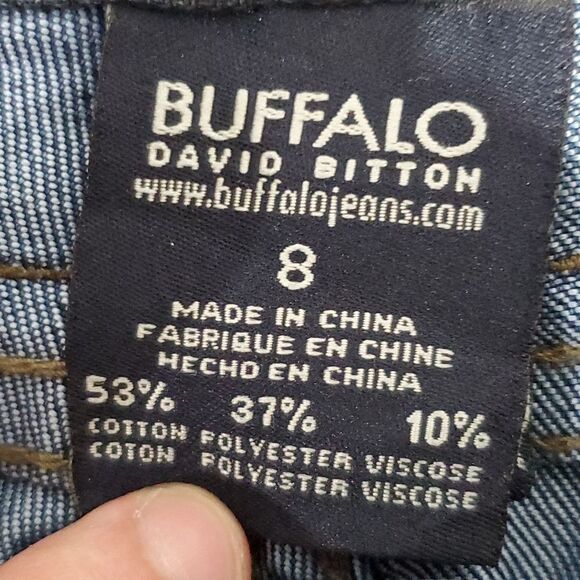 BUFFALO
DAVID BITTON
www.buffalojeans.com
8
MADE IN CHINA
FABRIQUE EN CHINE
HECHO EN CHINA
53% 37% 10%
COTTON POLYESTER VISCOSE
COTON POLYESTER VISCOSE